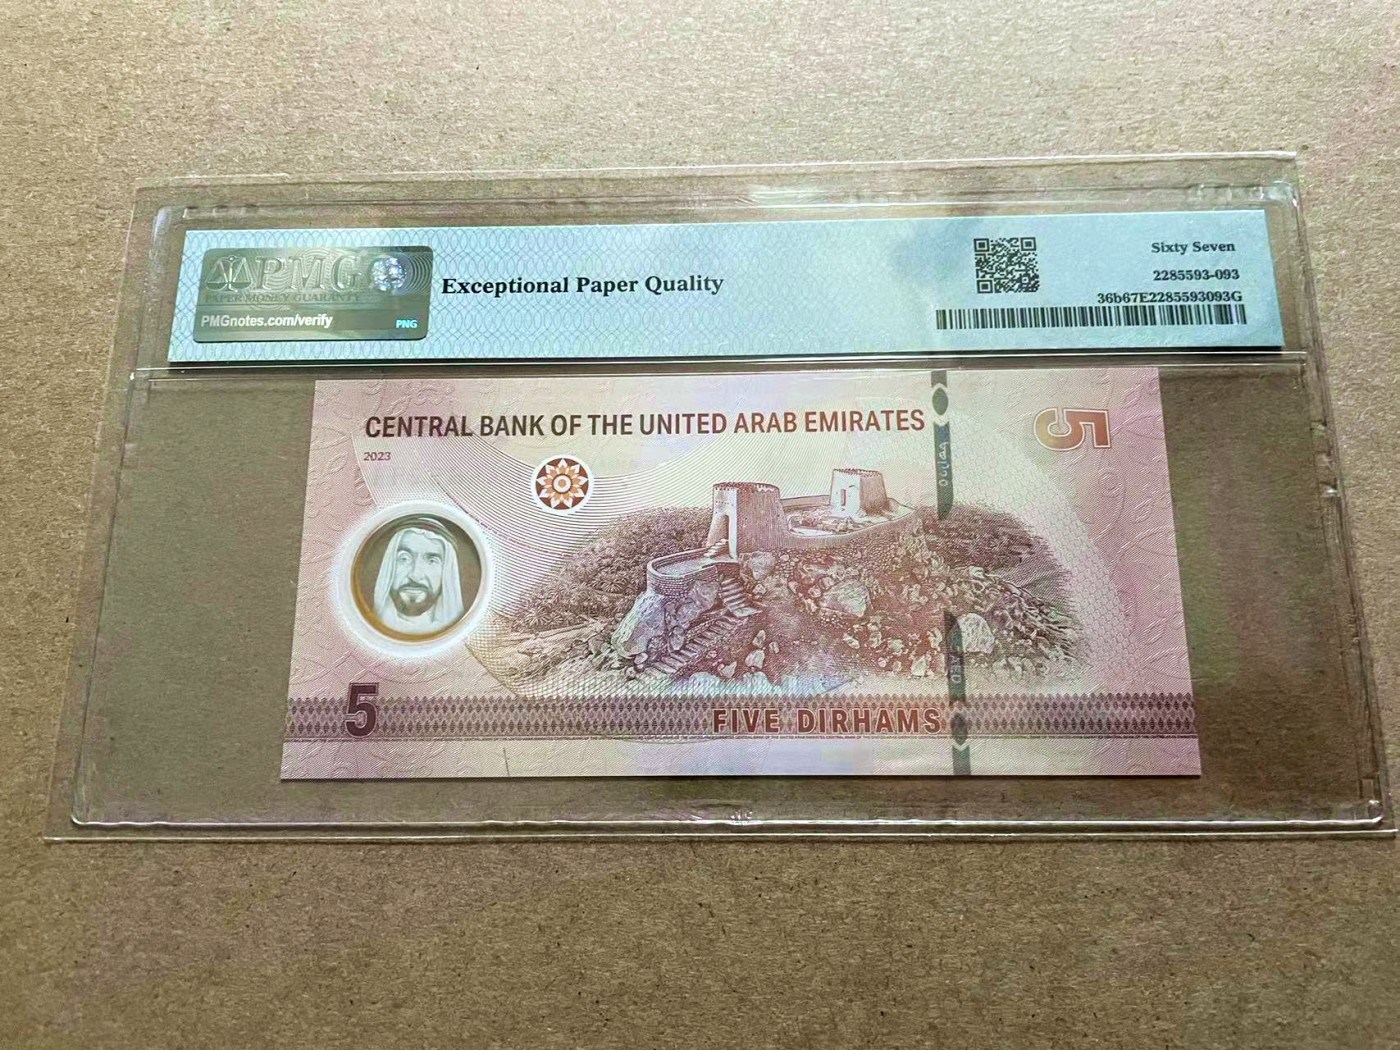 PMG
PAPER MONEY GUARANTY
PMGnotes.com/verify
PNG
Exceptional Paper Quality
Sixty Seven
2285593-093
36b67E2285593093G
CENTRAL BANK OF THE UNITED ARAB EMIRATES
2023
5
AED
5
FIVE DIRHAMS